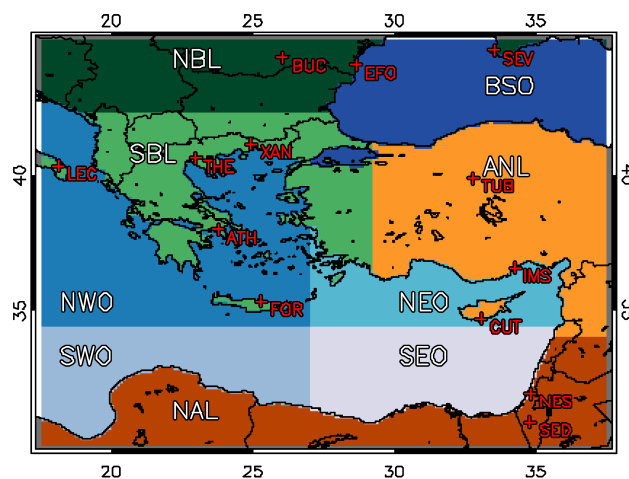 20 25 30 35
NBL
BUC
EFO
SEV
BSO
SBL
THE
XAN
LEC
ANL
TUB
40 40
ATH
IMS
NWO
FOR
NEO
CUT
35 35
SWO
SEO
NAL
NES
SED
20 25 30 35